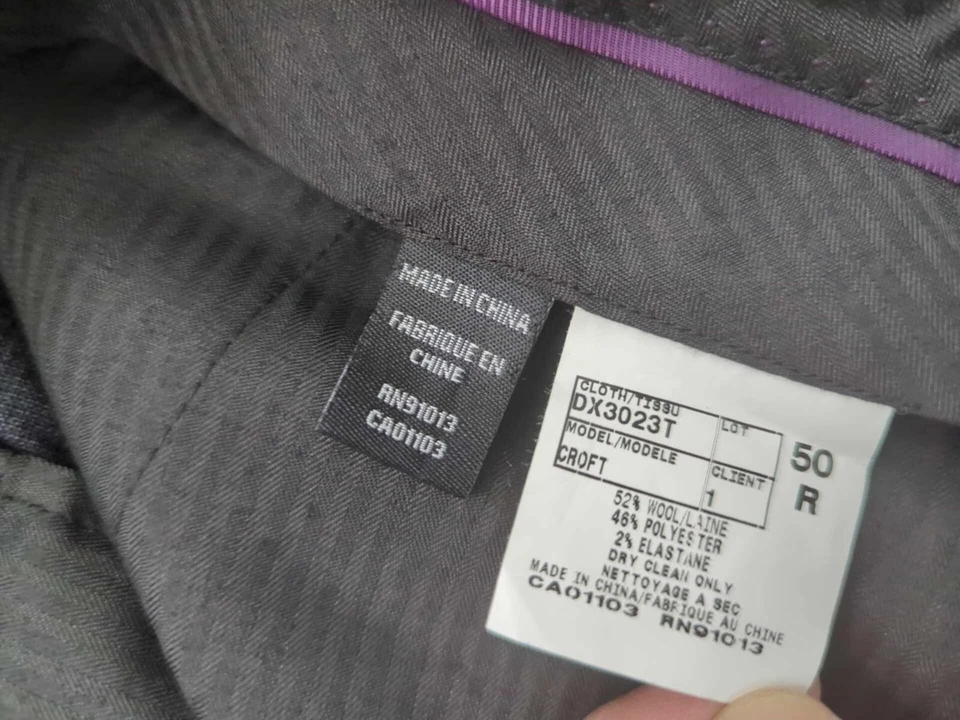 MADE IN CHINA
FABRIQUE EN
CHINE
RN91013
CA01103
CLOTH/TISSU
DX3023T
LOT
MODEL/MODELE
CROFT
CLIENT
1
50
R
52% WOOL/LAINE
46% POLYESTER
2% ELASTANE
DRY CLEAN ONLY
NETTOYAGE A SEC
MADE IN CHINA/FABRIQUE AU CHINE
CA01103 RN91013